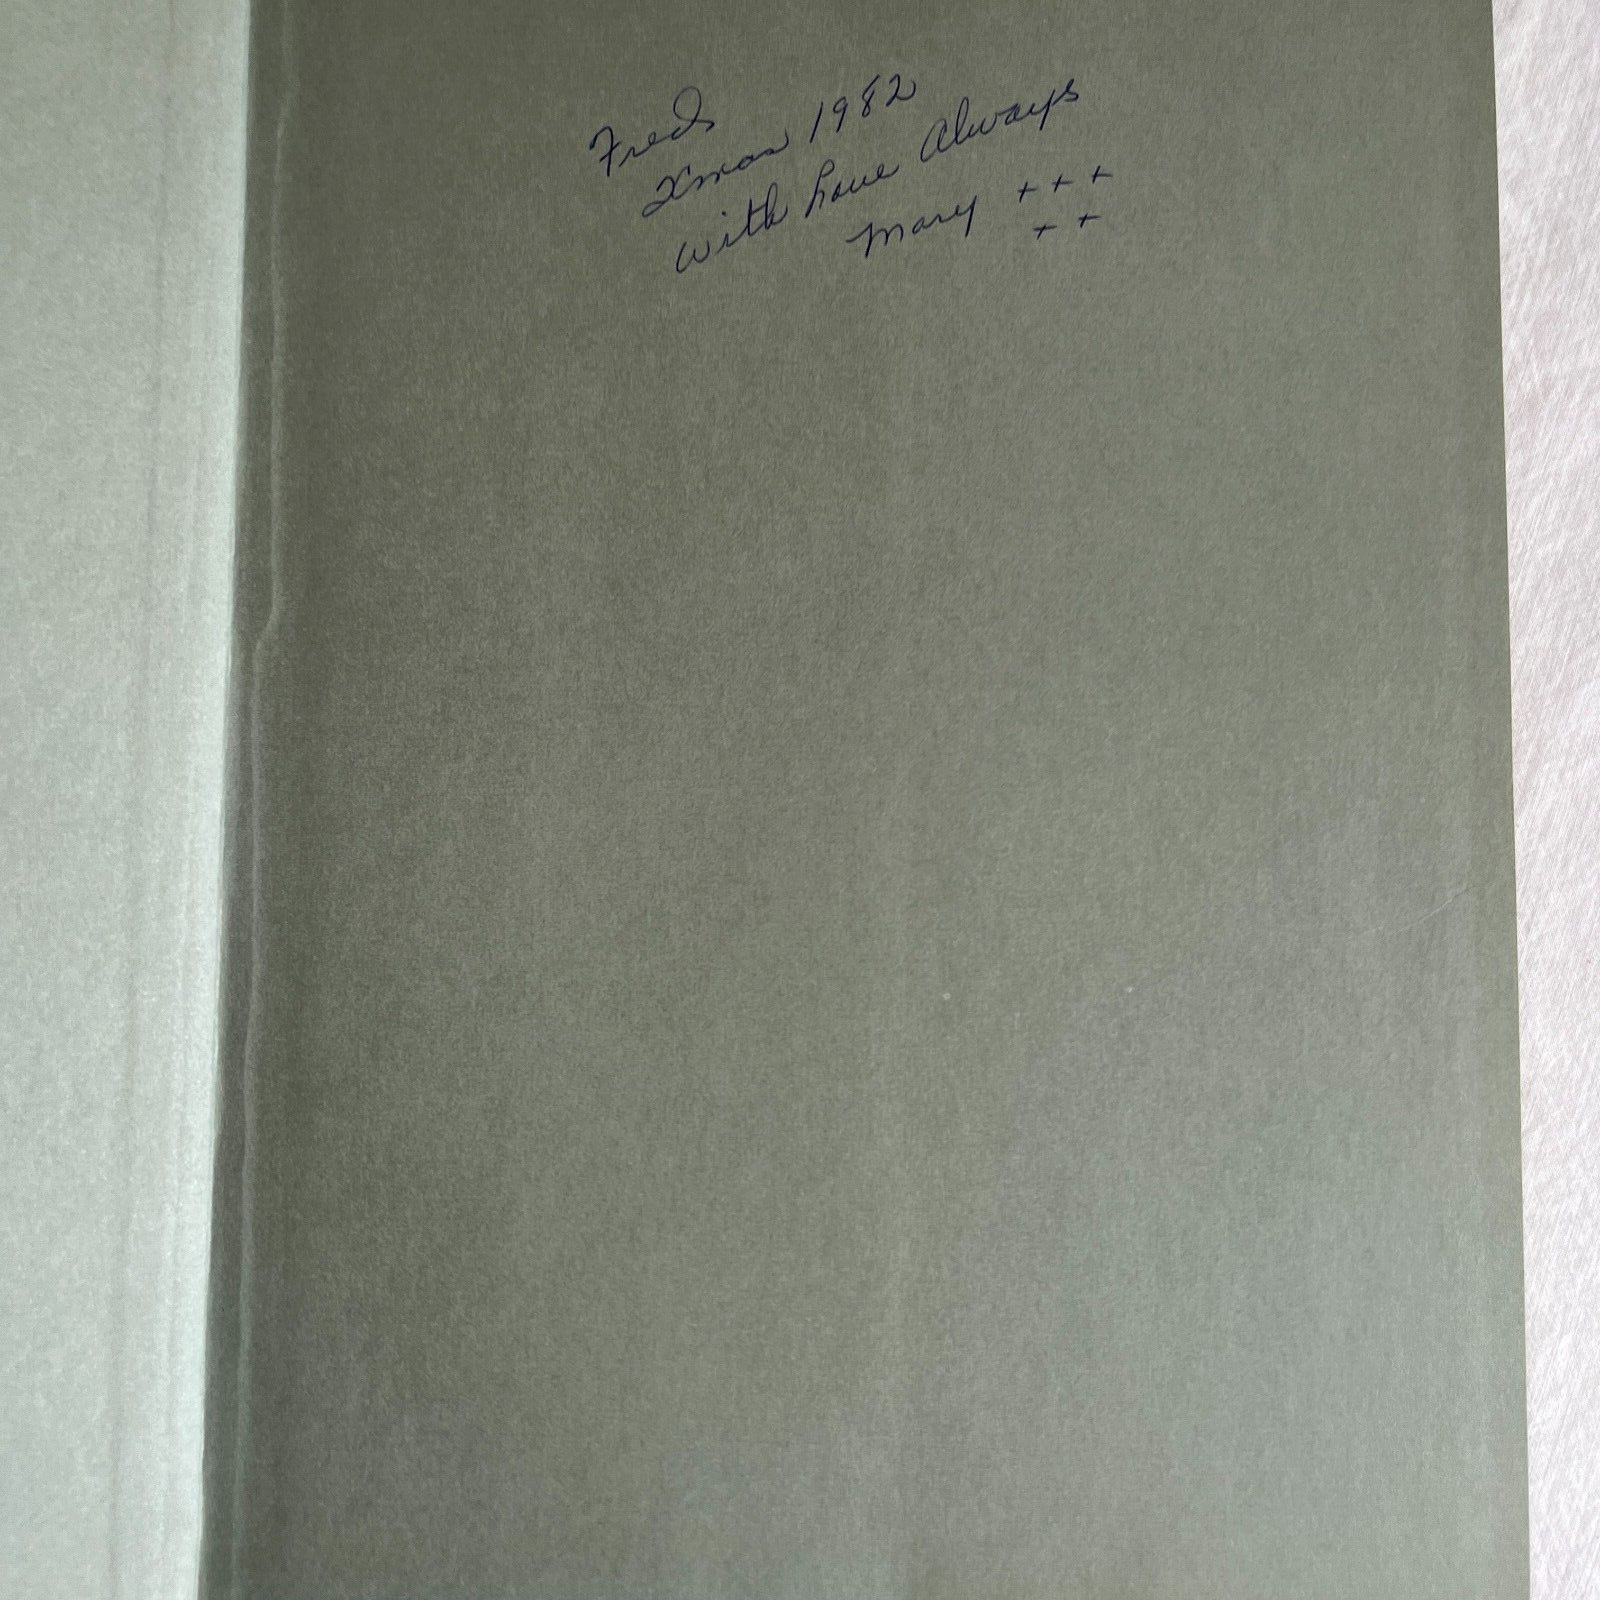 Fred
Xmas 1982
with Love Always
Mary + + +
+ +